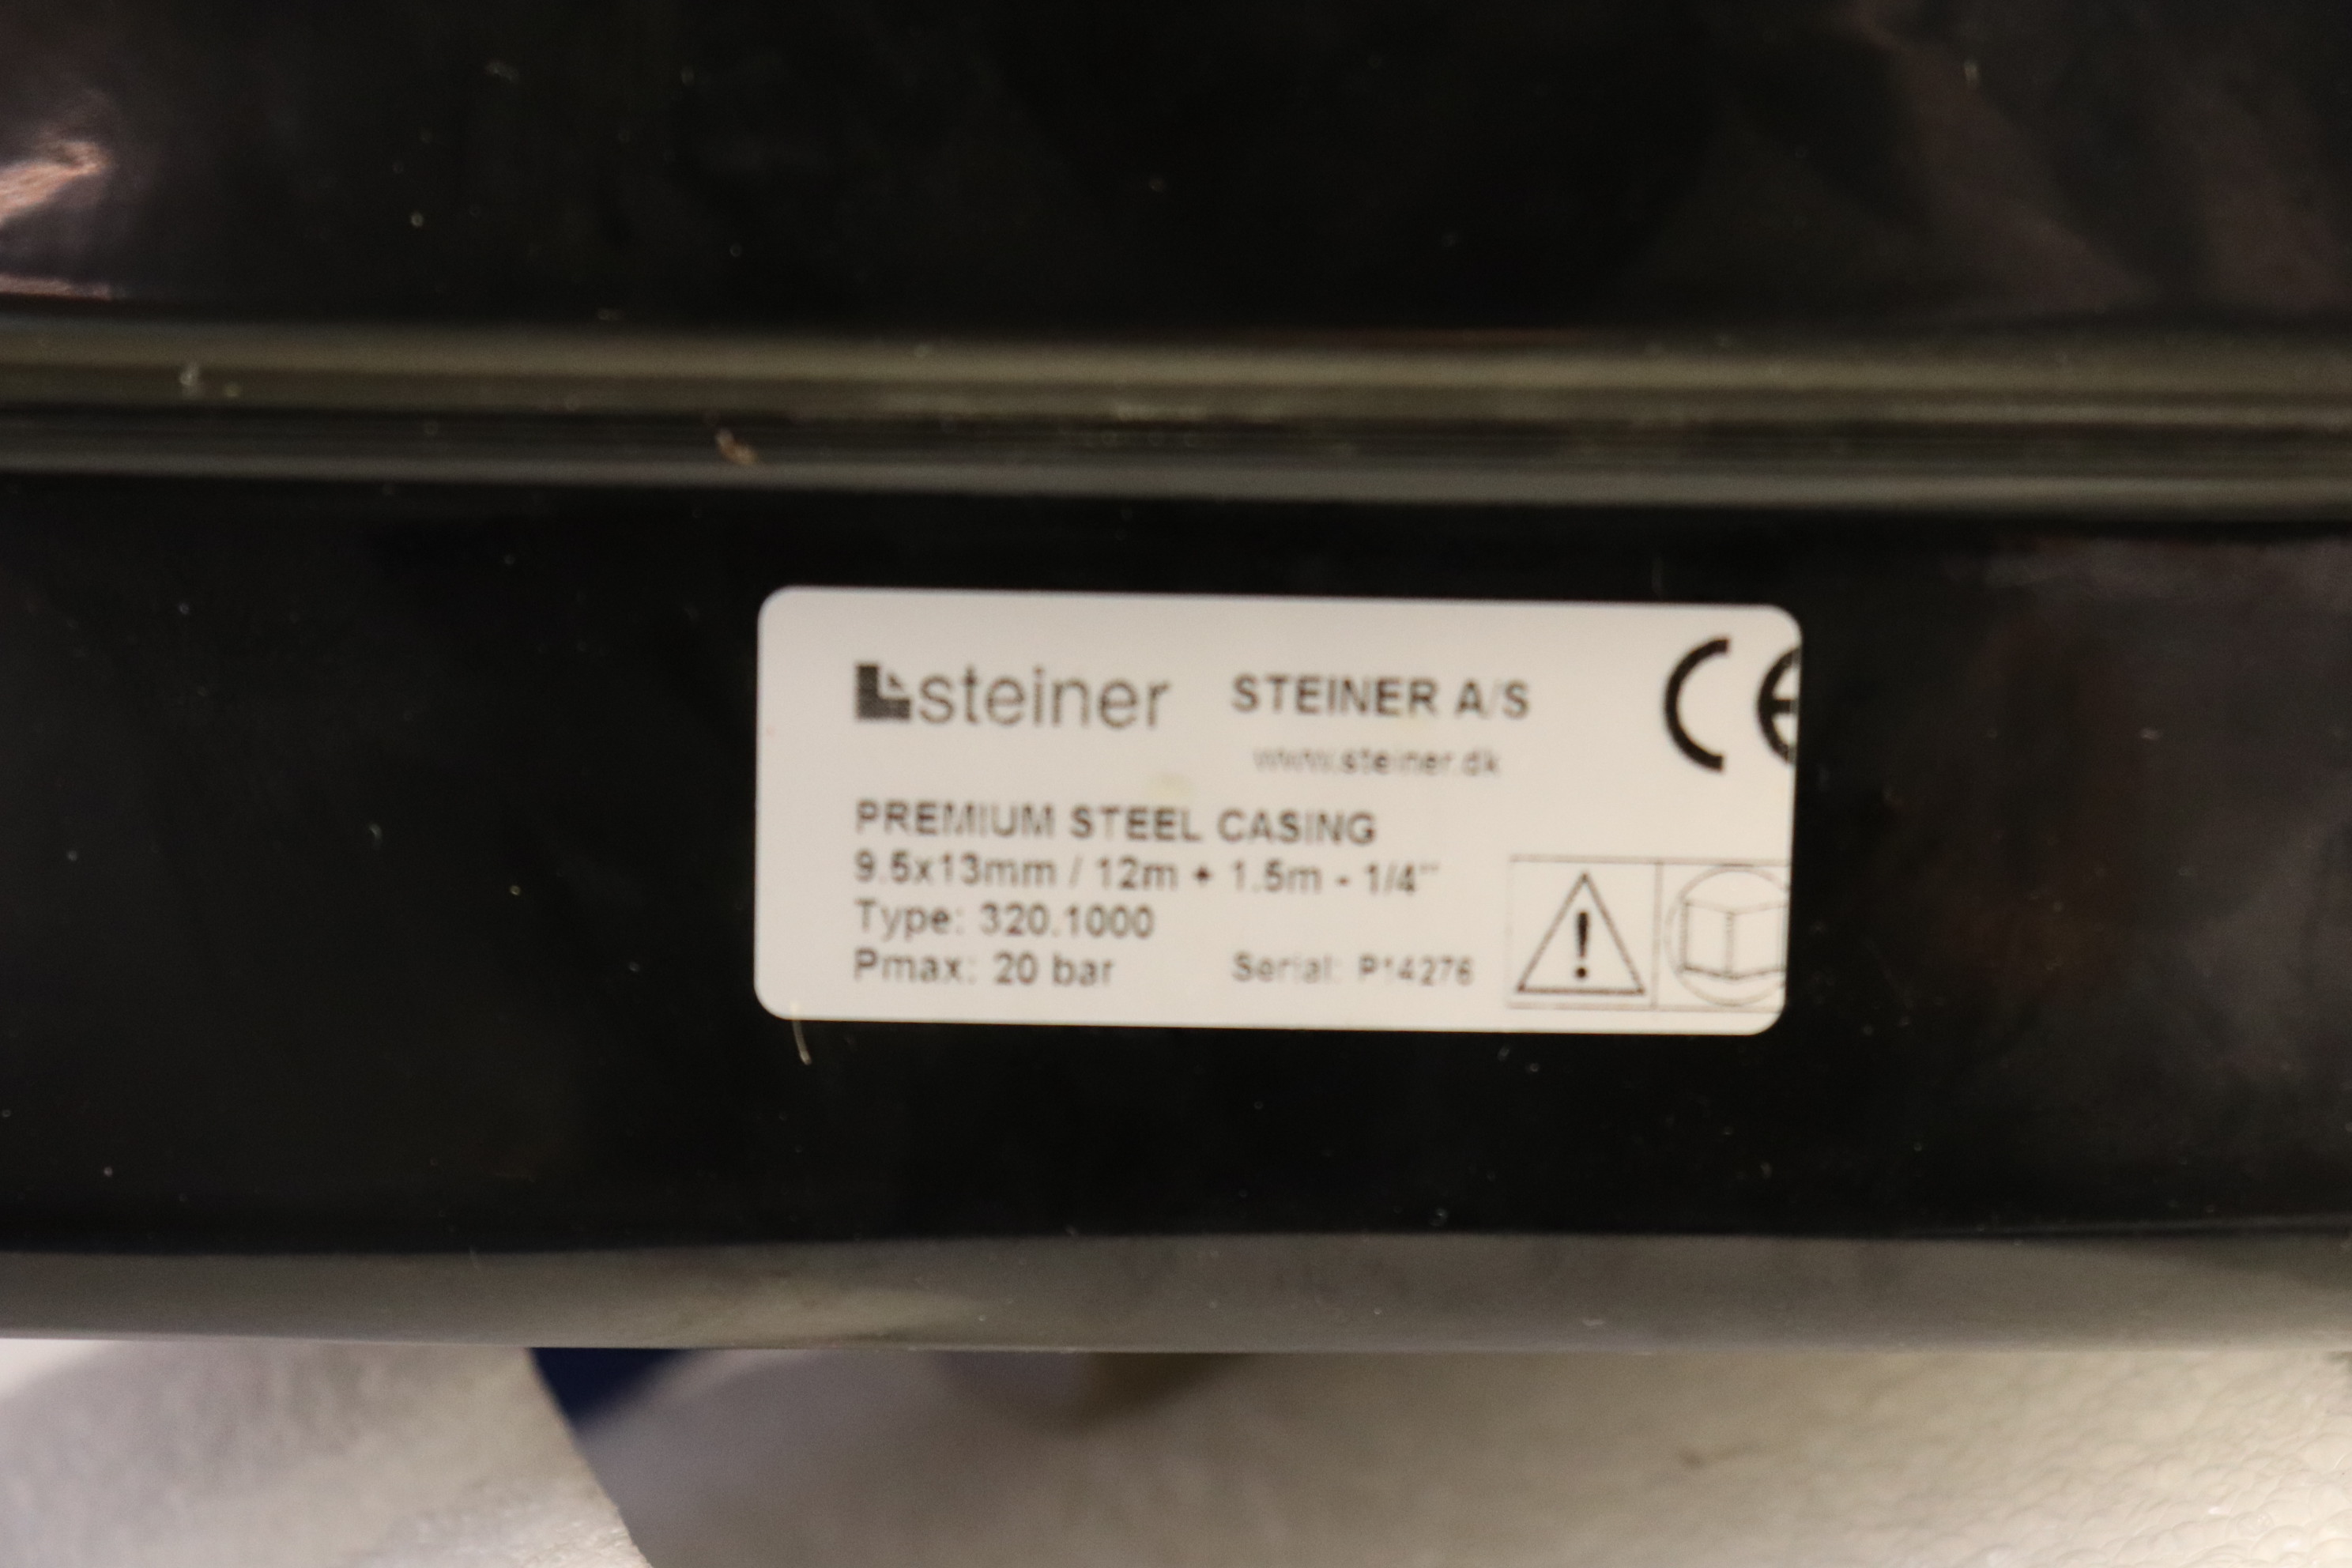 steiner STEINER A/S CE
www.steiner.dk
PREMIUM STEEL CASING
9.5x13mm / 12m + 1.5m - 1/4"
Type: 320.1000
Pmax: 20 bar Serial: P14276